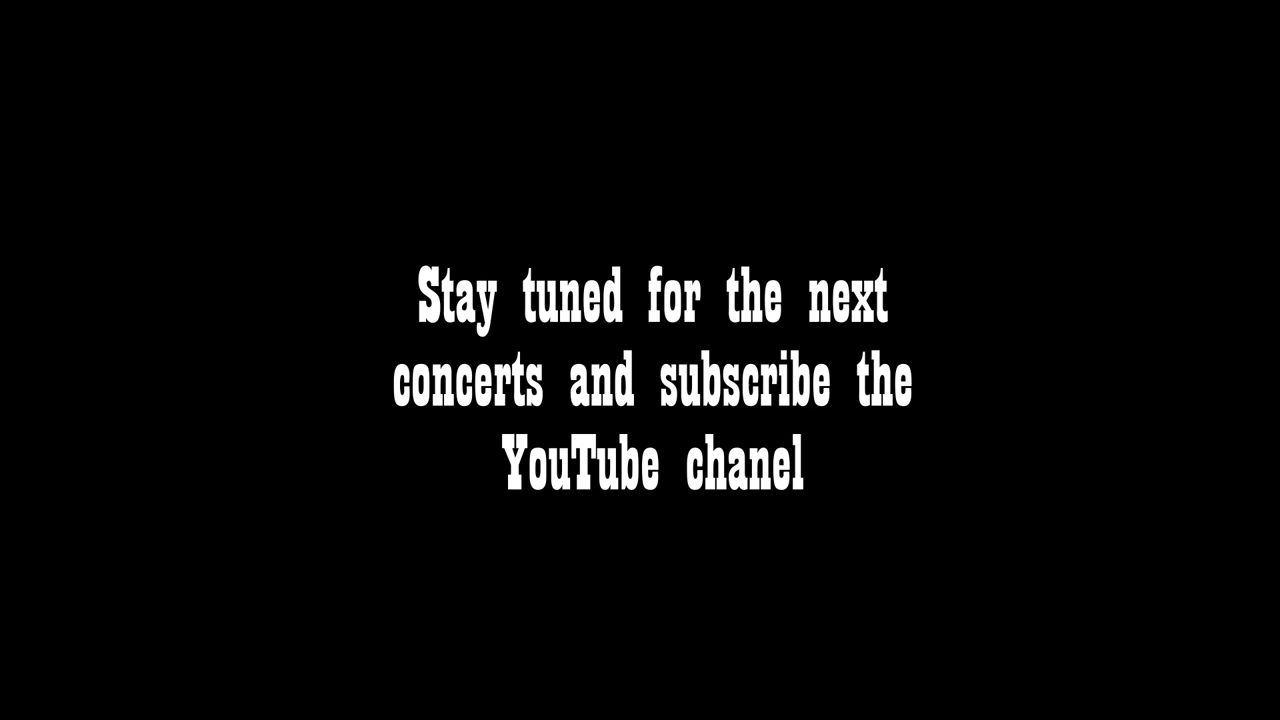 Stay tuned for the next
concerts and subscribe the
YouTube chanel